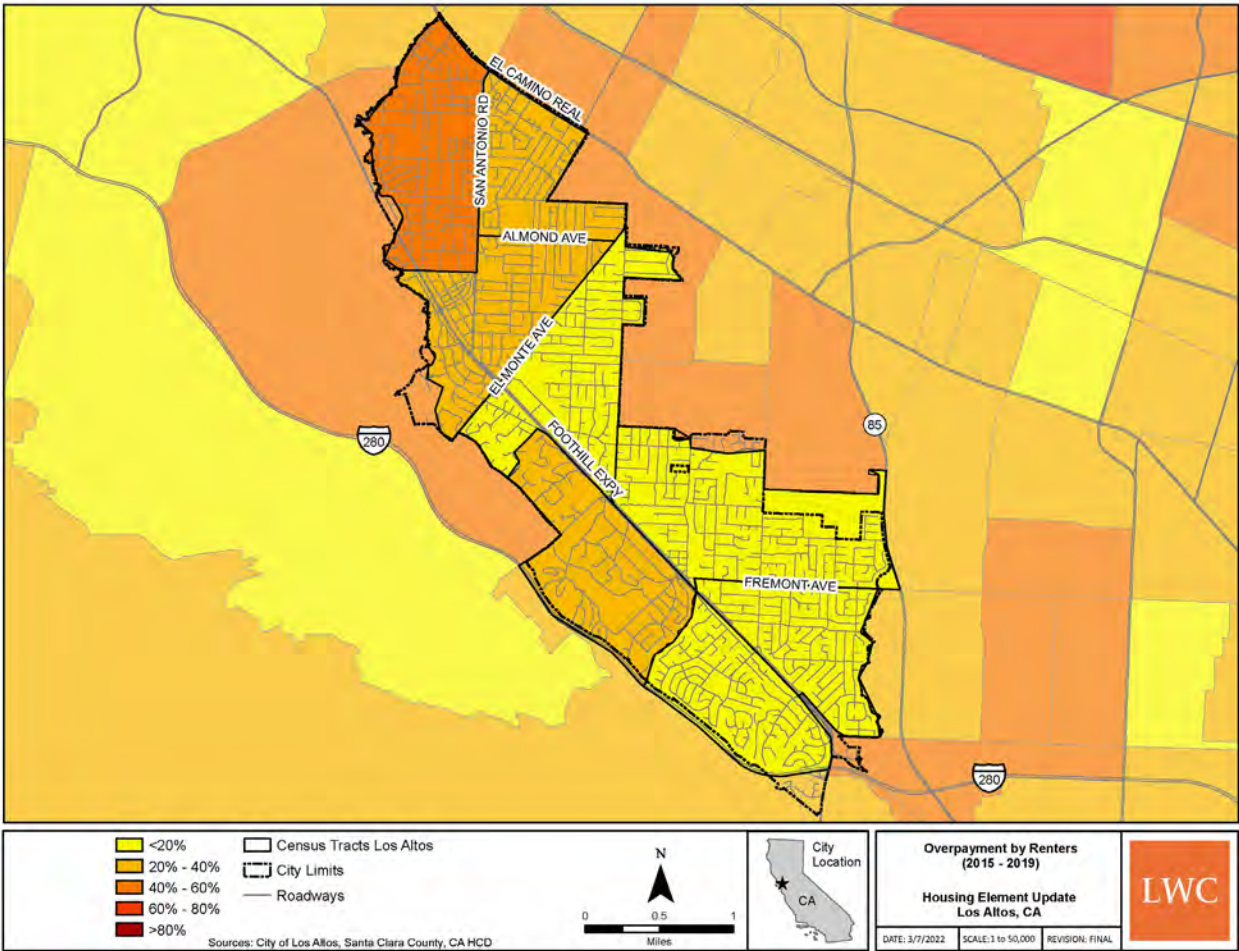 EL CAMINO REAL
SAN ANTONIO RD
ALMOND AVE
EL MONTE AVE
FOOTHILL EXPY
280
85
FREMONT AVE
280
<20%
20% - 40%
40% - 60%
60% - 80%
>80%
Census Tracts Los Altos
City Limits
Roadways
Sources: City of Los Altos, Santa Clara County, CA HCD
N
0 0.5 1
Miles
City
Location
CA
Overpayment by Renters
(2015 - 2019)
Housing Element Update
Los Altos, CA
DATE: 3/7/2022 SCALE: 1 to 50,000 REVISION: FINAL
LWC